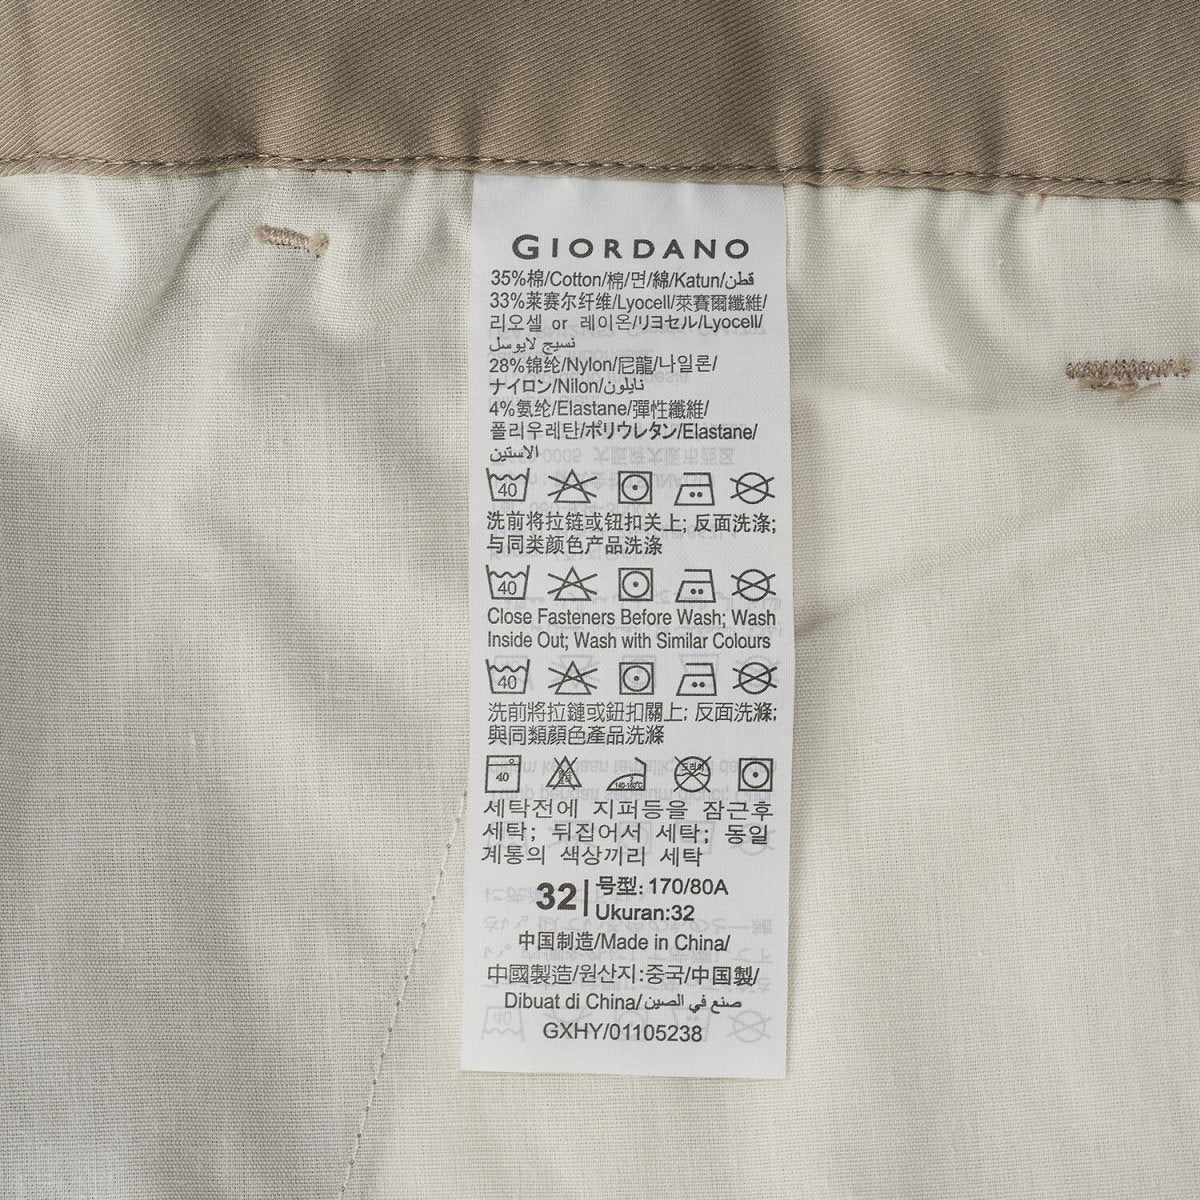 GIORDANO
35%棉/Cotton/棉/면/綿/Katun/قطن
33%莱赛尔纤维/Lyocell/萊賽爾纖維/
리오셀 or 레이온/リヨセル/Lyocell/
نسيج لايوسل
28%锦纶/Nylon/尼龍/나일론/
ナイロン/Nilon/نايلون
4%氨纶/Elastane/彈性纖維/
폴리우레탄/ポリウレタン/Elastane/
الاستين
40
洗前将拉链或钮扣关上; 反面洗涤;
与同类颜色产品洗涤
40
Close Fasteners Before Wash; Wash
Inside Out; Wash with Similar Colours
40
洗前將拉鏈或鈕扣關上; 反面洗滌;
與同類顏色產品洗滌
40° 140-160℃ 드라이
세탁전에 지퍼등을 잠근후
세탁; 뒤집어서 세탁; 동일
계통의 색상끼리 세탁
32 号型: 170/80A
Ukuran:32
中国制造/Made in China/
中國製造/원산지:중국/中国製/
Dibuat di China/صنع في الصين
GXHY/01105238